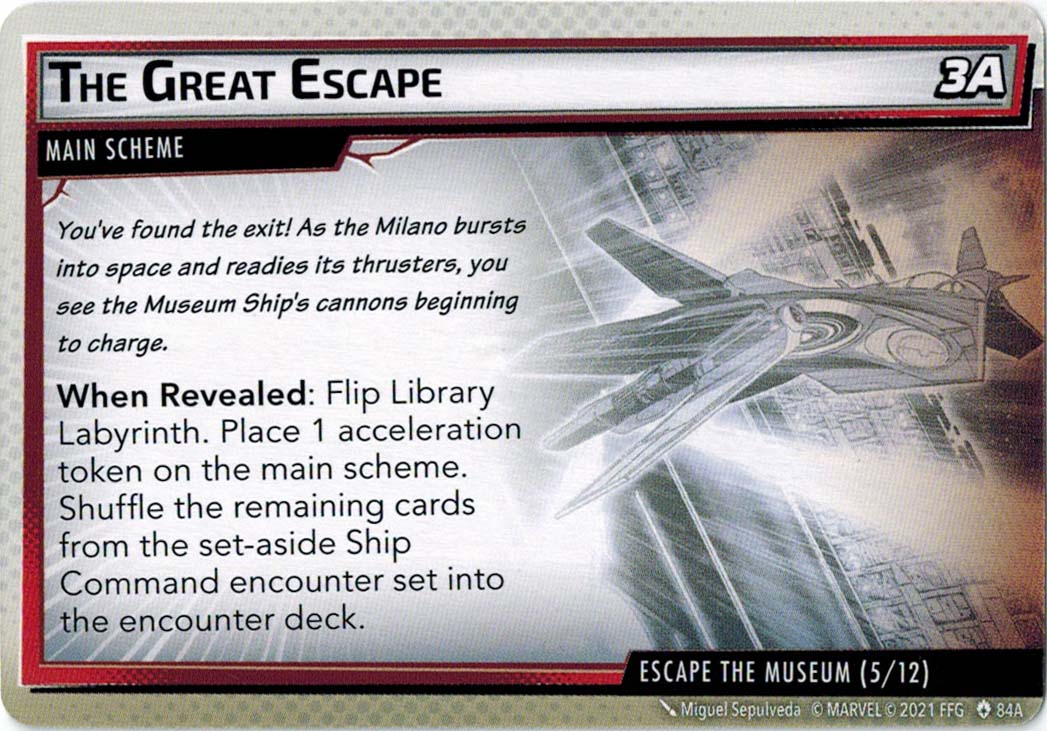 THE GREAT ESCAPE
3A
MAIN SCHEME
You've found the exit! As the Milano bursts
into space and readies its thrusters, you
see the Museum Ship's cannons beginning
to charge.
When Revealed: Flip Library
Labyrinth. Place 1 acceleration
token on the main scheme.
Shuffle the remaining cards
from the set-aside Ship
Command encounter set into
the encounter deck.
ESCAPE THE MUSEUM (5/12)
Miguel Sepulveda © MARVEL © 2021 FFG 84A